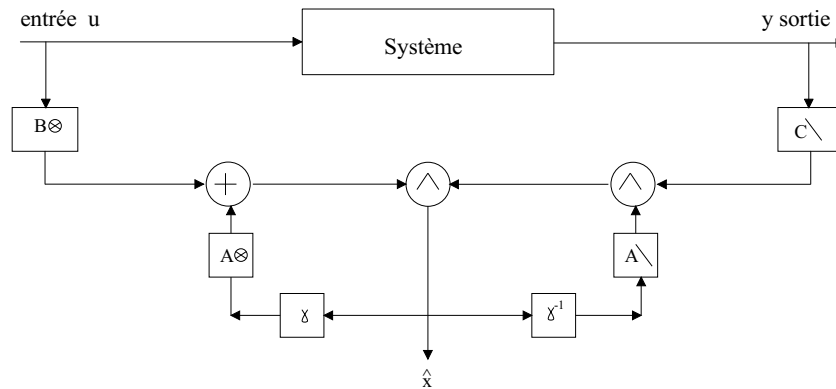 entrée u
y sortie
Système
B⊗
C\
+
∧
∧
A⊗
A\
ɣ
ɣ⁻¹
x̂